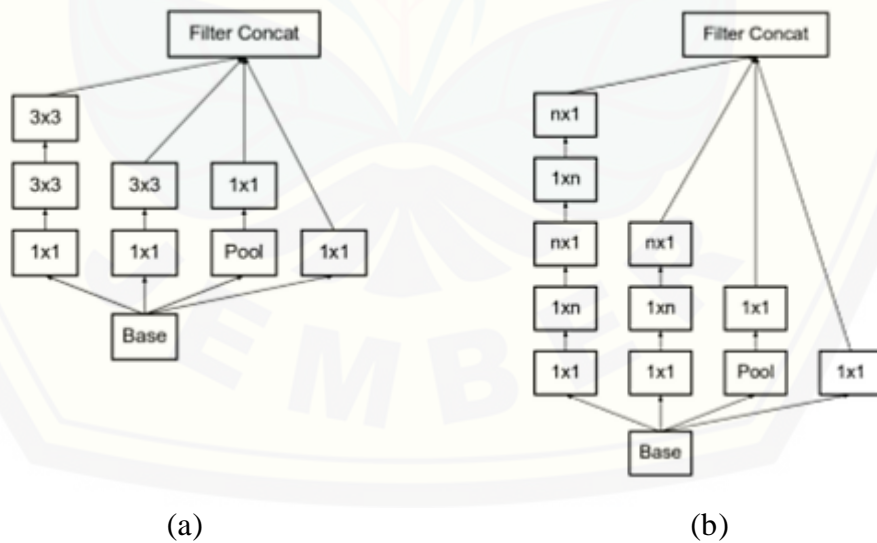 Filter Concat Filter Concat
3x3 nx1
1xn
3x3 3x3 1x1
nx1 nx1
1x1 1x1 Pool 1x1
1xn 1xn 1x1
Base
1x1 1x1 Pool 1x1
Base
EMBER
(a) (b)